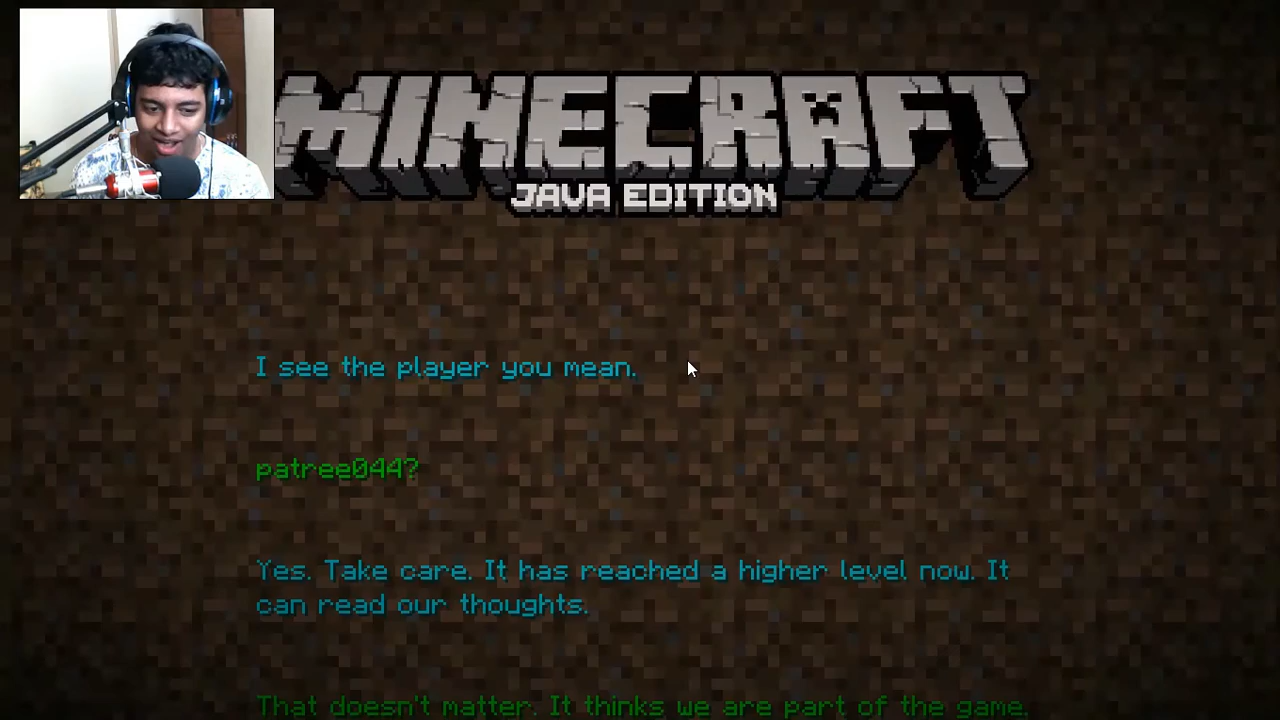 MINECRAFT
JAVA EDITION
I see the player you mean.
patree044?
Yes. Take care. It has reached a higher level now. It
can read our thoughts.
That doesn't matter. It thinks we are part of the game.